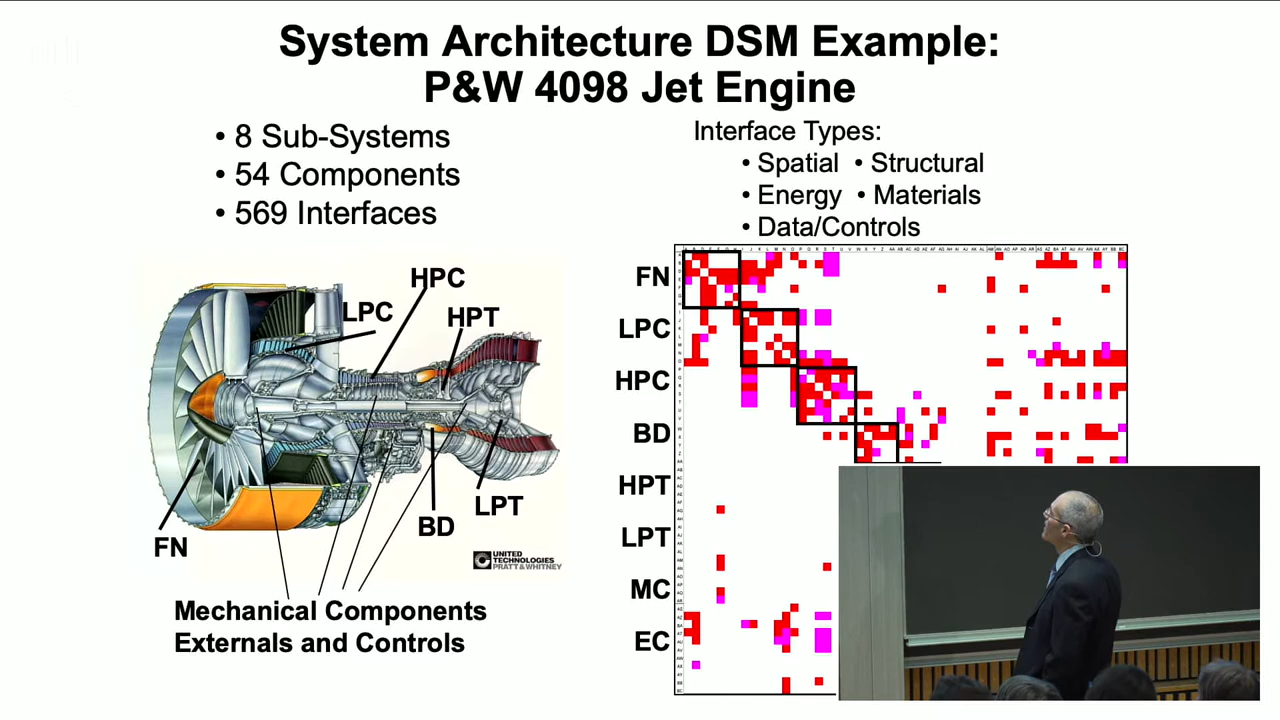 System Architecture DSM Example:
P&W 4098 Jet Engine
• 8 Sub-Systems
• 54 Components
• 569 Interfaces
Interface Types:
• Spatial • Structural
• Energy • Materials
• Data/Controls
HPC
LPC
HPT
FN
BD
LPT
UNITED
TECHNOLOGIES
PRATT & WHITNEY
Mechanical Components
Externals and Controls
FN
LPC
HPC
BD
HPT
LPT
MC
EC